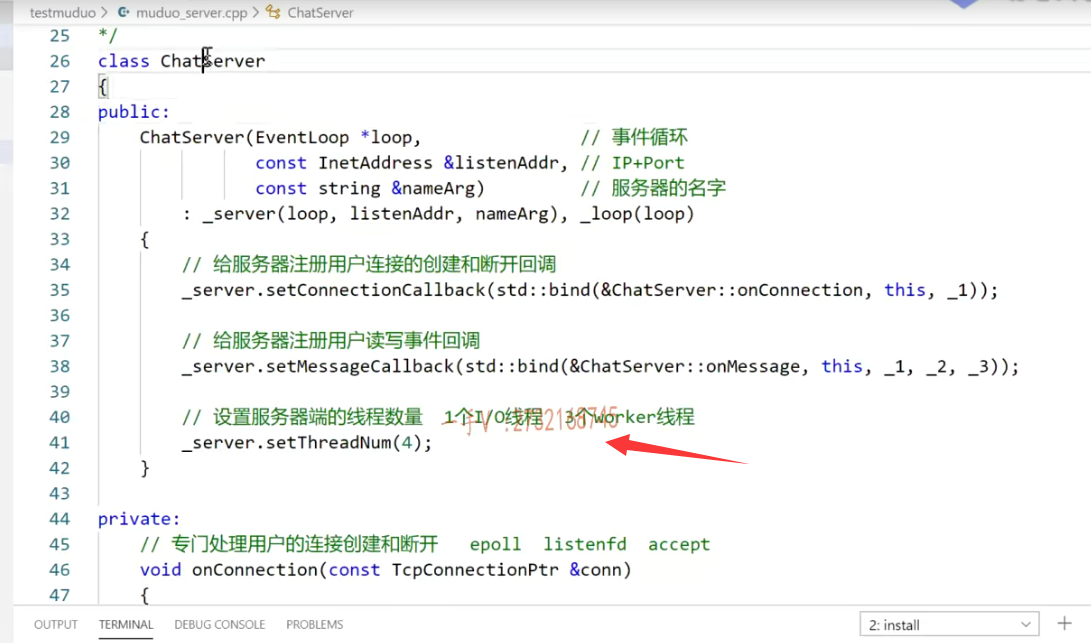 testmuduo > muduo_server.cpp > ChatServer
25 */
26 class ChatServer
27 {
28 public:
29 ChatServer(EventLoop *loop, // 事件循环
30 const InetAddress &listenAddr, // IP+Port
31 const string &nameArg) // 服务器的名字
32 : _server(loop, listenAddr, nameArg), _loop(loop)
33 {
34 // 给服务器注册用户连接的创建和断开回调
35 _server.setConnectionCallback(std::bind(&ChatServer::onConnection, this, _1));
36
37 // 给服务器注册用户读写事件回调
38 _server.setMessageCallback(std::bind(&ChatServer::onMessage, this, _1, _2, _3));
39
40 // 设置服务器端的线程数量 1个I/O线程 3个worker线程
41 _server.setThreadNum(4);
42 }
43
44 private:
45 // 专门处理用户的连接创建和断开 epoll listenfd accept
46 void onConnection(const TcpConnectionPtr &conn)
47 {
OUTPUT TERMINAL DEBUG CONSOLE PROBLEMS 2: install